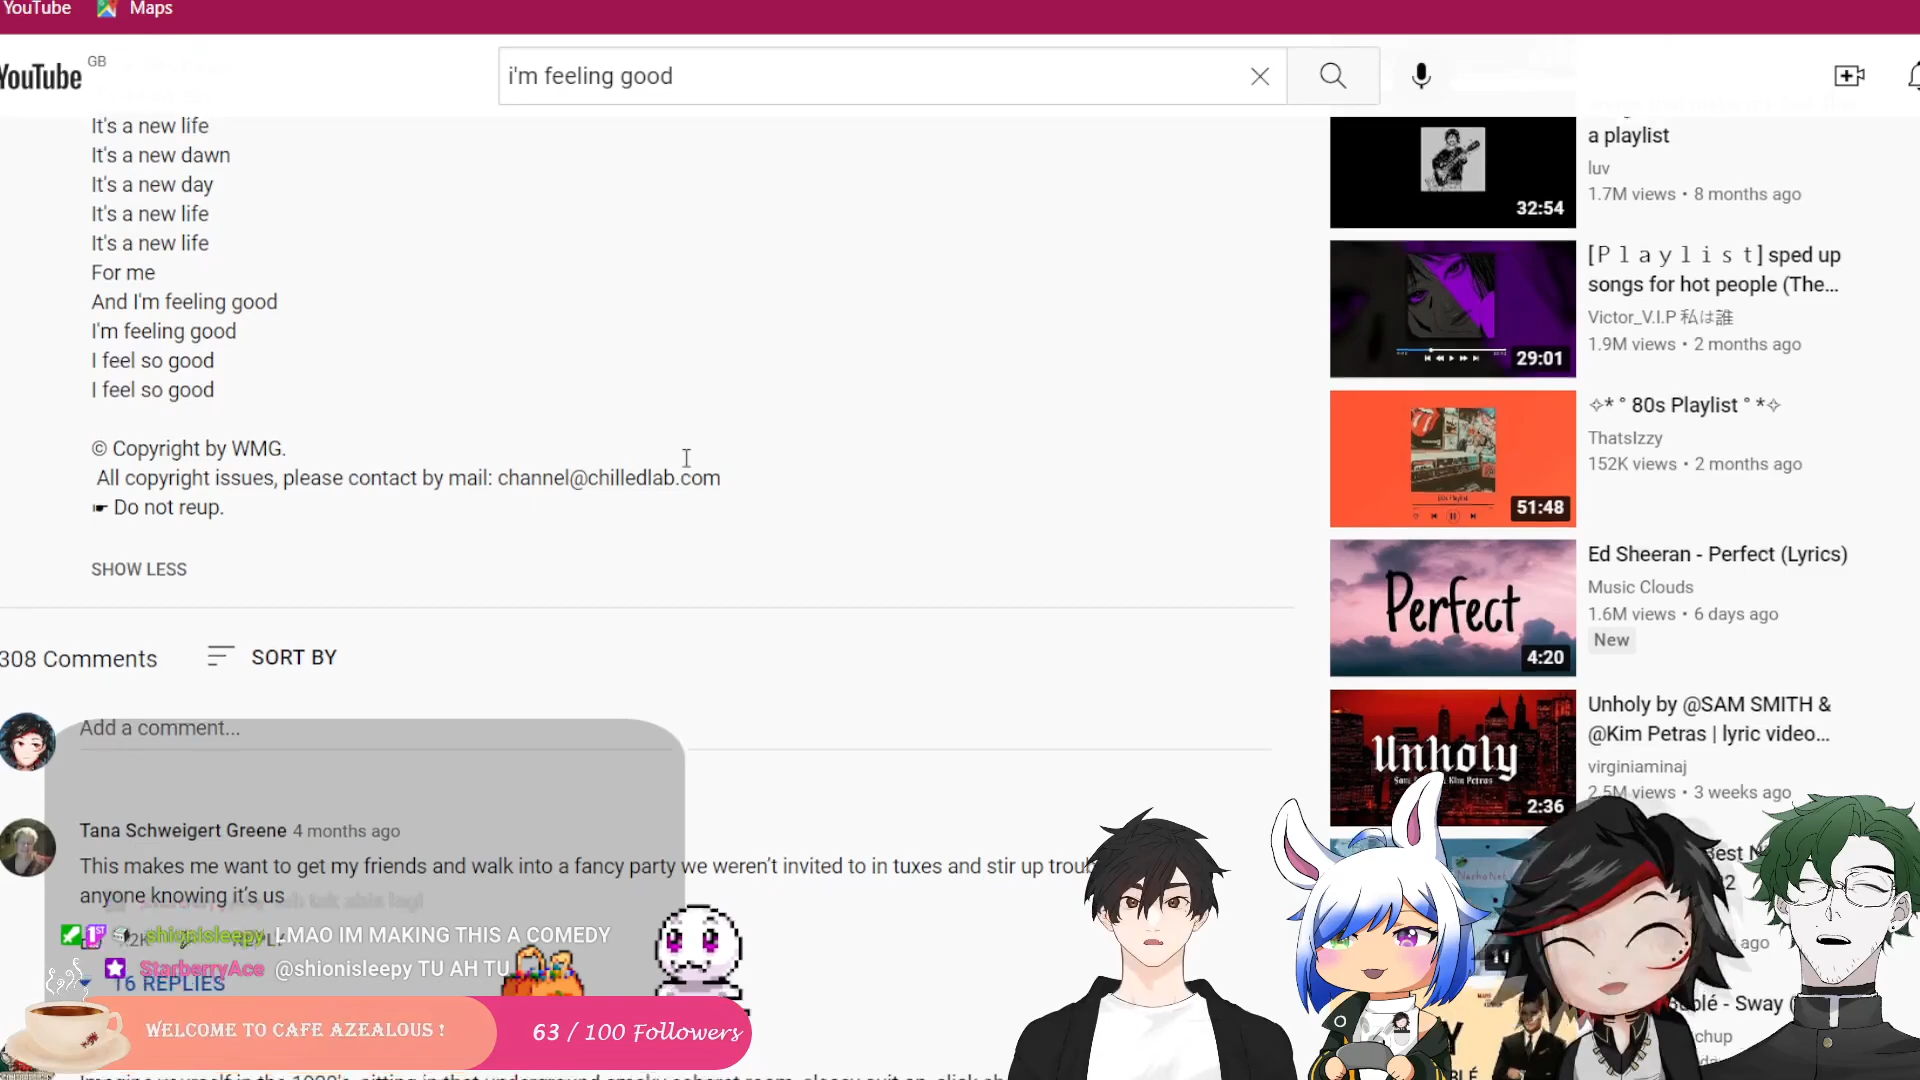 YouTube Maps
YouTube GB
i'm feeling good
It's a new life
It's a new dawn
It's a new day
It's a new life
It's a new life
For me
And I'm feeling good
I'm feeling good
I feel so good
I feel so good
© Copyright by WMG.
All copyright issues, please contact by mail: channel@chilledlab.com
☛ Do not reup.
SHOW LESS
308 Comments SORT BY
Add a comment...
Tana Schweigert Greene 4 months ago
This makes me want to get my friends and walk into a fancy party we weren't invited to in tuxes and stir up
anyone knowing it's us
1ST shionisleepy: LMAO IM MAKING THIS A COMEDY
StarberryAce @shionisleepy TU AH TU
16 REPLIES
WELCOME TO CAFE AZEALOUS !
63 / 100 Followers
a playlist
luv
1.7M views • 8 months ago
32:54
[Ｐｌａｙｌｉｓｔ] sped up
songs for hot people (The...
Victor_V.I.P 私は誰
1.9M views • 2 months ago
29:01
✧* ° 80s Playlist ° *✧
ThatsIzzy
152K views • 2 months ago
51:48
Ed Sheeran - Perfect (Lyrics)
Music Clouds
1.6M views • 6 days ago
New
Perfect
4:20
Unholy by @SAM SMITH &
@Kim Petras | lyric video...
virginiaminaj
2.5M views • 3 weeks ago
Unholy
Sam Kim Petras
2:36
ago
- Sway